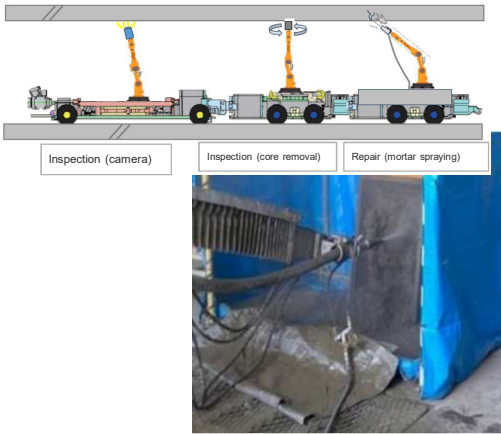 Inspection (camera)
Inspection (core removal)
Repair (mortar spraying)